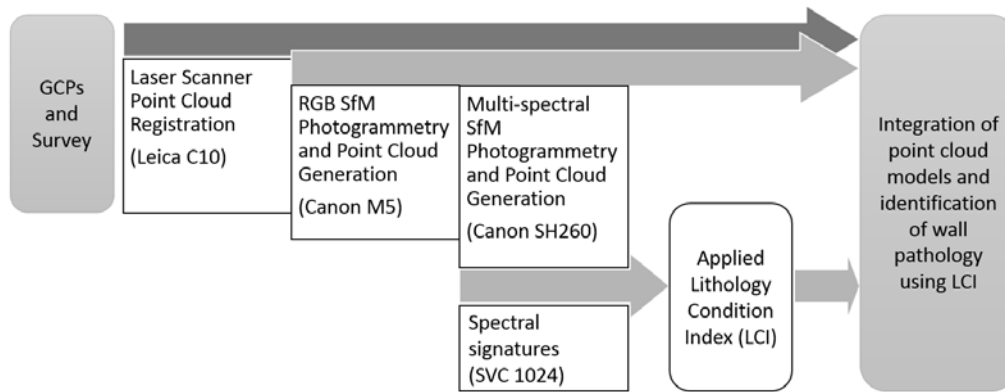 GCPs
and
Survey
Laser Scanner
Point Cloud
Registration
(Leica C10)
RGB SfM
Photogrammetry
and Point Cloud
Generation
(Canon M5)
Multi-spectral
SfM
Photogrammetry
and Point Cloud
Generation
(Canon SH260)
Spectral
signatures
(SVC 1024)
Applied
Lithology
Condition
Index (LCI)
Integration of
point cloud
models and
identification
of wall
pathology
using LCI